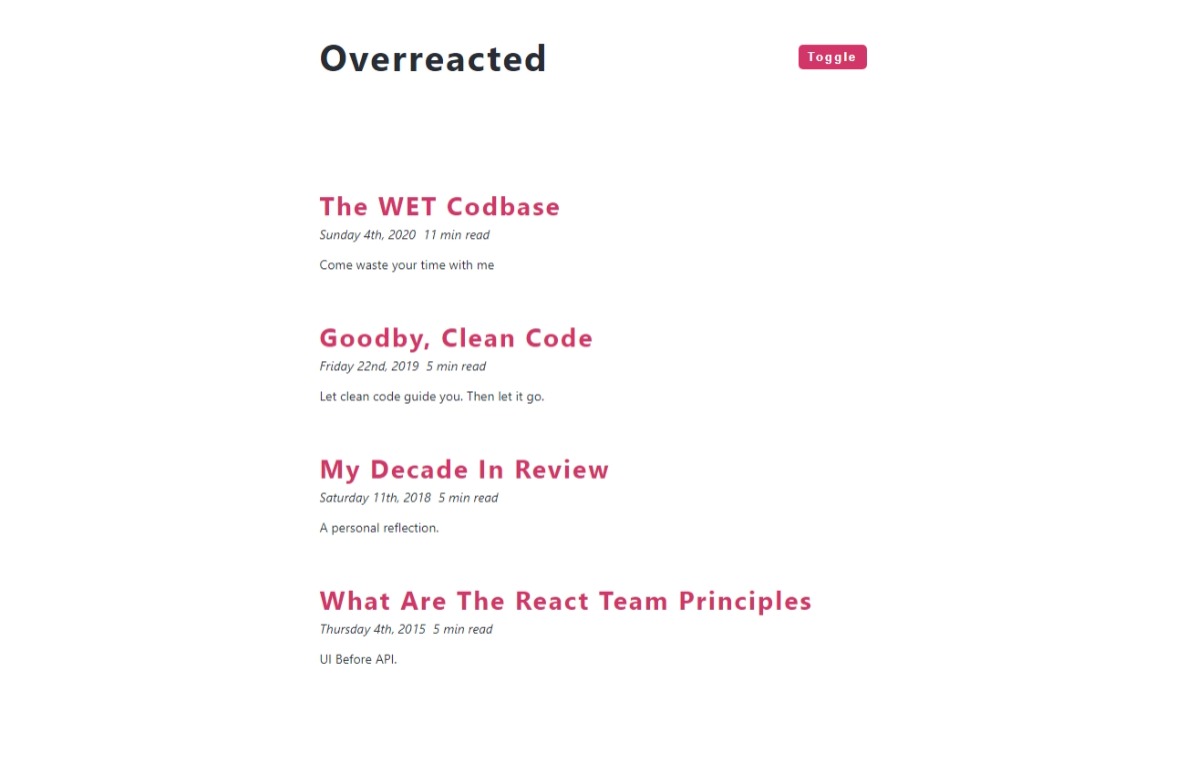 Overreacted
Toggle
The WET Codbase
Sunday 4th, 2020 11 min read
Come waste your time with me
Goodby, Clean Code
Friday 22nd, 2019 5 min read
Let clean code guide you. Then let it go.
My Decade In Review
Saturday 11th, 2018 5 min read
A personal reflection.
What Are The React Team Principles
Thursday 4th, 2015 5 min read
UI Before API.